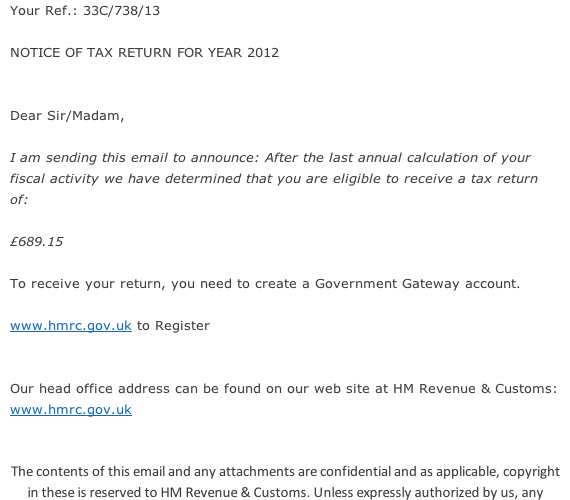 Your Ref.: 33C/738/13
NOTICE OF TAX RETURN FOR YEAR 2012
Dear Sir/Madam,
I am sending this email to announce: After the last annual calculation of your
fiscal activity we have determined that you are eligible to receive a tax return
of:
£689.15
To receive your return, you need to create a Government Gateway account.
www.hmrc.gov.uk to Register
Our head office address can be found on our web site at HM Revenue & Customs:
www.hmrc.gov.uk
The contents of this email and any attachments are confidential and as applicable, copyright
in these is reserved to HM Revenue & Customs. Unless expressly authorized by us, any